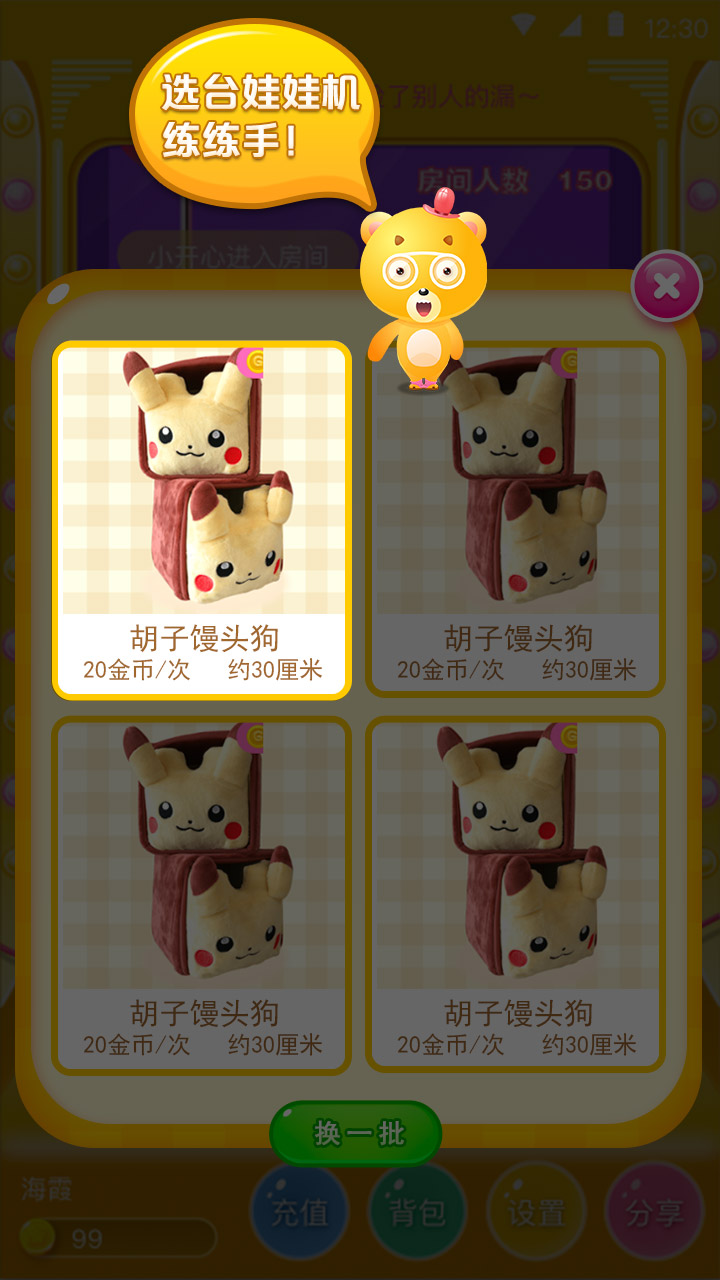 12:30
选台娃娃机
练练手！
了别人的漏～
房间人数 150
小开心进入房间
胡子馒头狗
20金币/次 约30厘米
胡子馒头狗
20金币/次 约30厘米
胡子馒头狗
20金币/次 约30厘米
胡子馒头狗
20金币/次 约30厘米
换一批
海霞
99
充值
背包
设置
分享